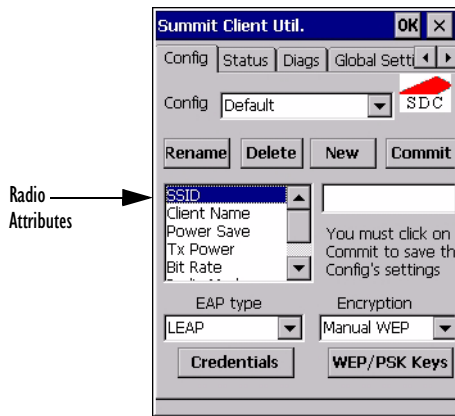 Summit Client Util. OK ×
Config Status Diags Global Setti
Config Default
SDC
Rename Delete New Commit
Radio
Attributes
SSID
Client Name
Power Save
Tx Power
Bit Rate
You must click on
Commit to save th
Config's settings
EAP type Encryption
LEAP Manual WEP
Credentials WEP/PSK Keys